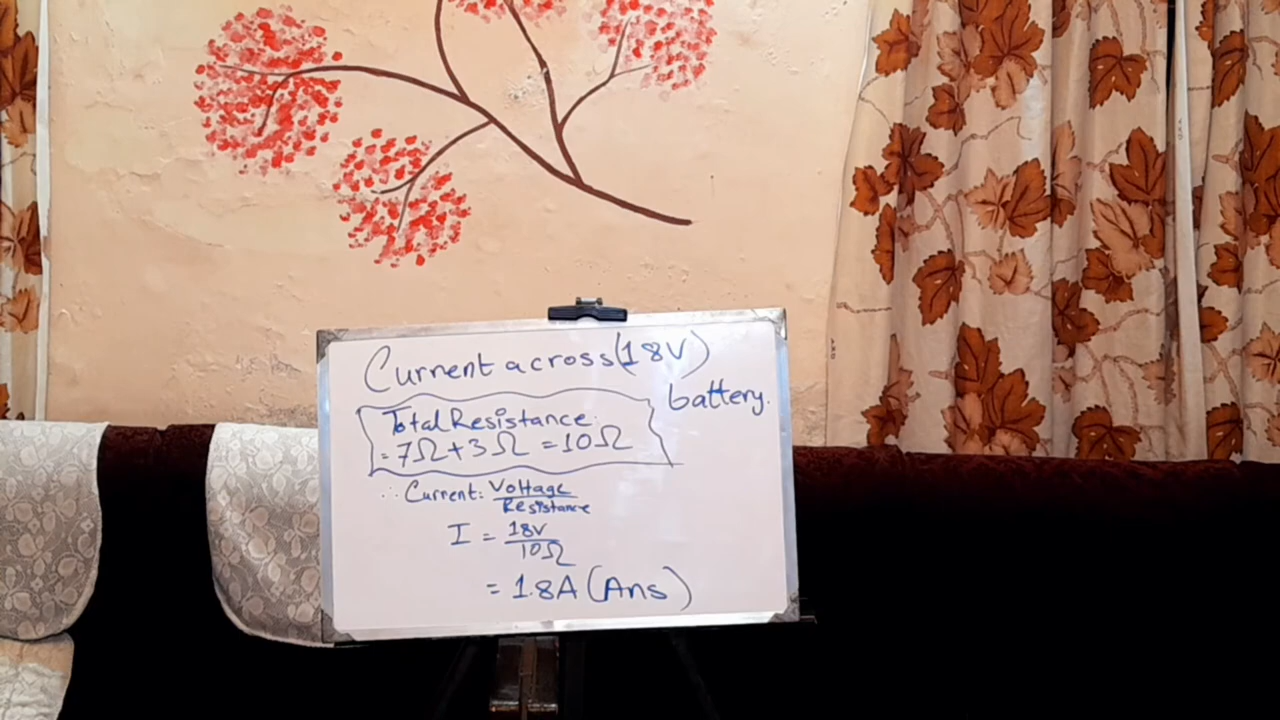 Current across (18V)
battery.
Total Resistance:
= 7Ω + 3Ω = 10Ω
∴ Current: Voltage
Resistance
I = 18V
10Ω
= 1.8A (Ans)